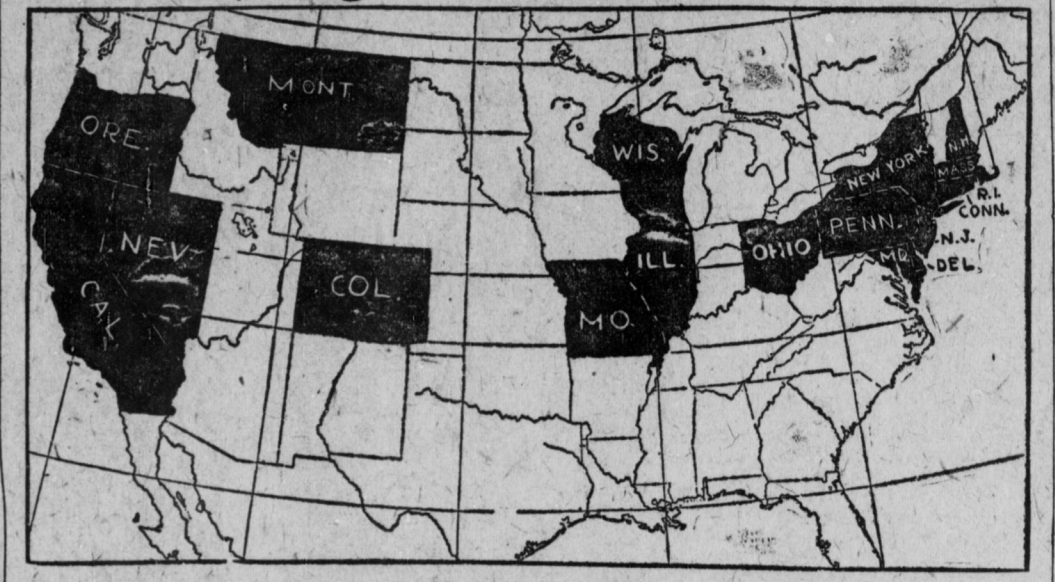 MONT
ORE.
WIS.
N.H.
NEW YORK
MASS
R.I.
CONN.
PENN.
N.J.
OHIO
MD.
DEL.
NEV
ILL
COL.
CAL.
MO.